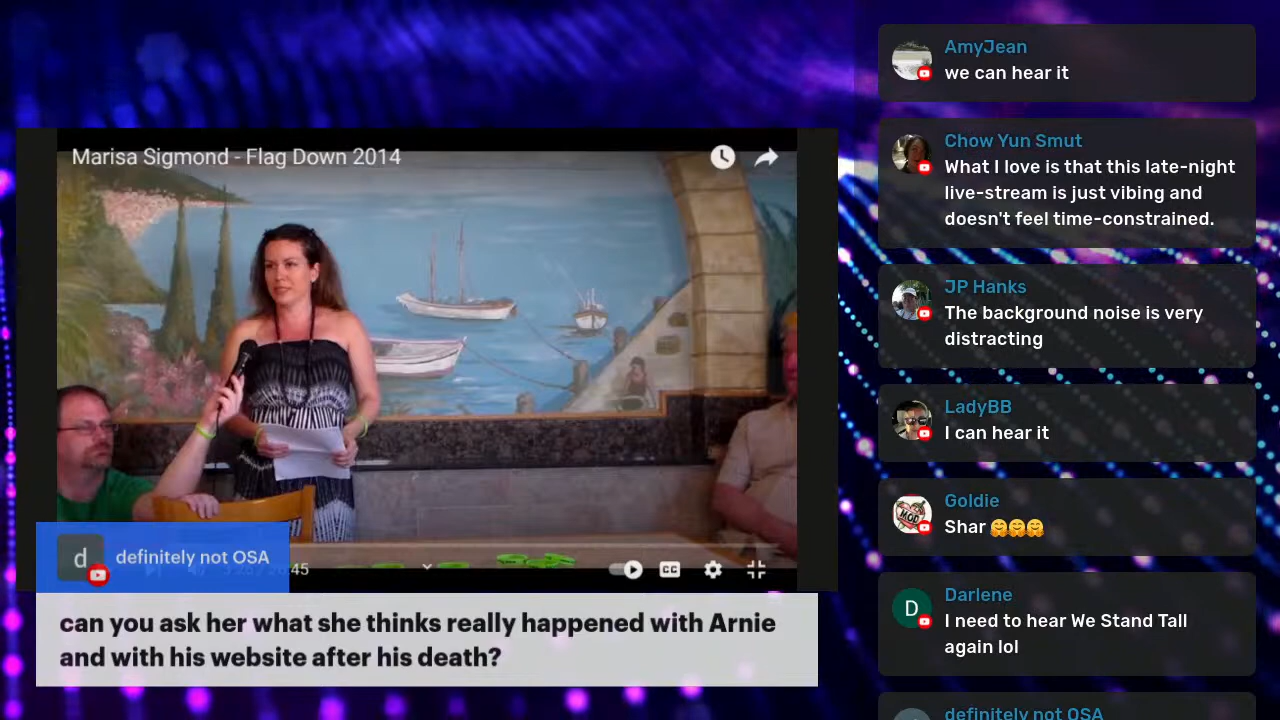 Marisa Sigmond - Flag Down 2014
CC
d
definitely not OSA
45
can you ask her what she thinks really happened with Arnie
and with his website after his death?
AmyJean
we can hear it
Chow Yun Smut
What I love is that this late-night
live-stream is just vibing and
doesn't feel time-constrained.
JP Hanks
The background noise is very
distracting
LadyBB
I can hear it
MOD
Goldie
Shar 🤗🤗🤗
D
Darlene
I need to hear We Stand Tall
again lol
definitely not OSA